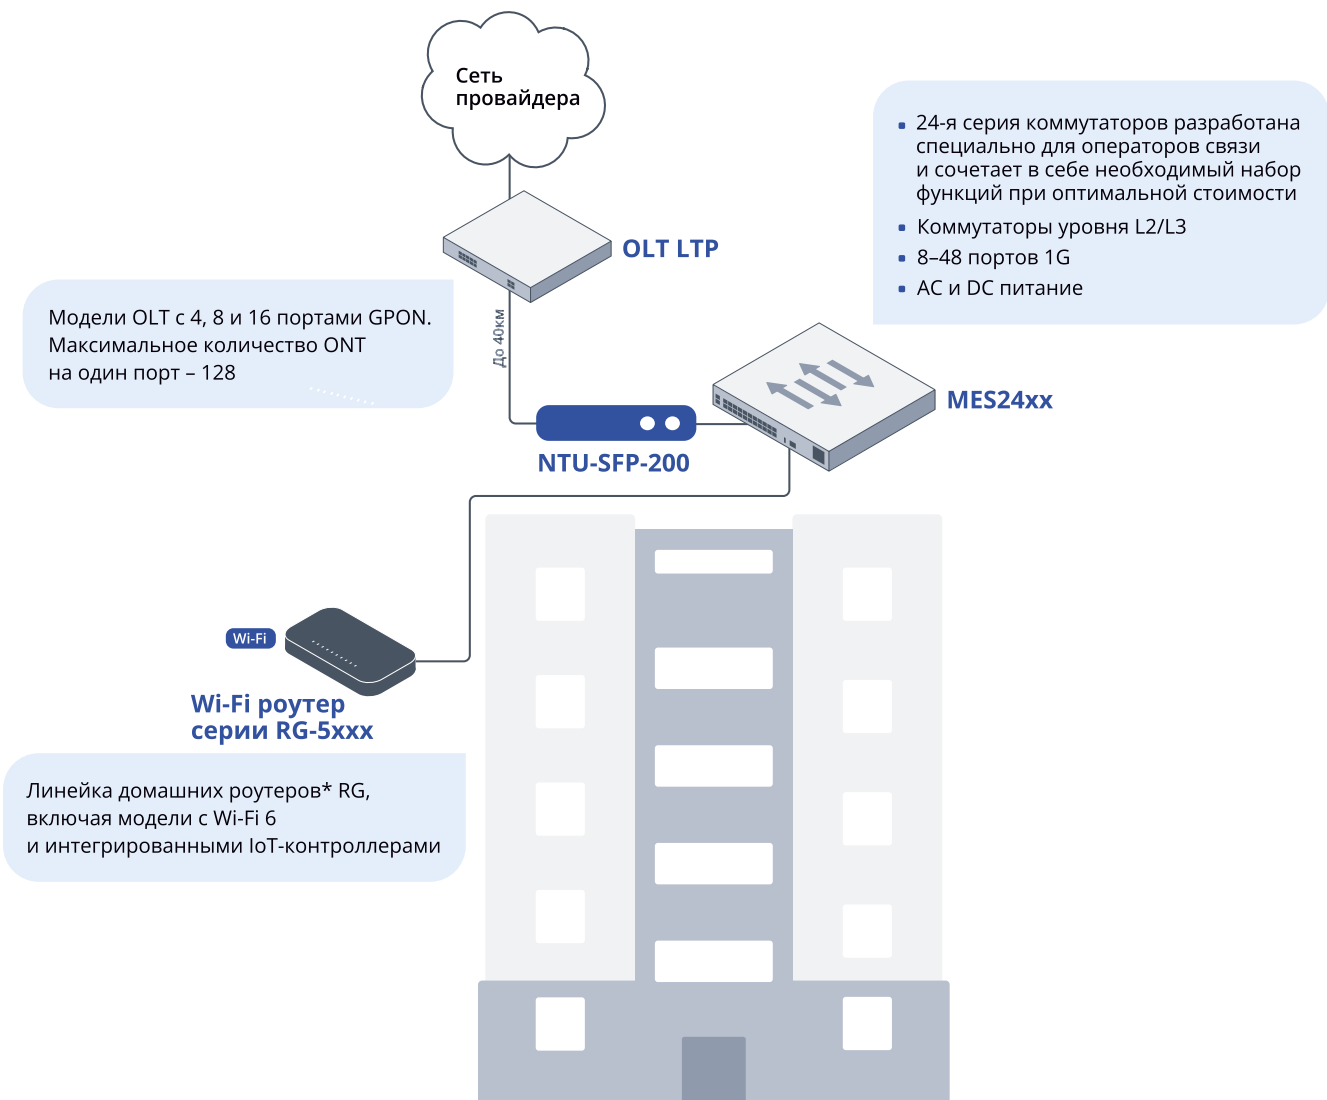 Сеть
провайдера
24-я серия коммутаторов разработана
специально для операторов связи
и сочетает в себе необходимый набор
функций при оптимальной стоимости
Коммутаторы уровня L2/L3
8–48 портов 1G
AC и DC питание
OLT LTP
Модели OLT с 4, 8 и 16 портами GPON.
Максимальное количество ONT
на один порт – 128
До 40км
MES24xx
NTU-SFP-200
Wi-Fi
Wi-Fi роутер
серии RG-5xxx
Линейка домашних роутеров* RG,
включая модели с Wi-Fi 6
и интегрированными IoT-контроллерами